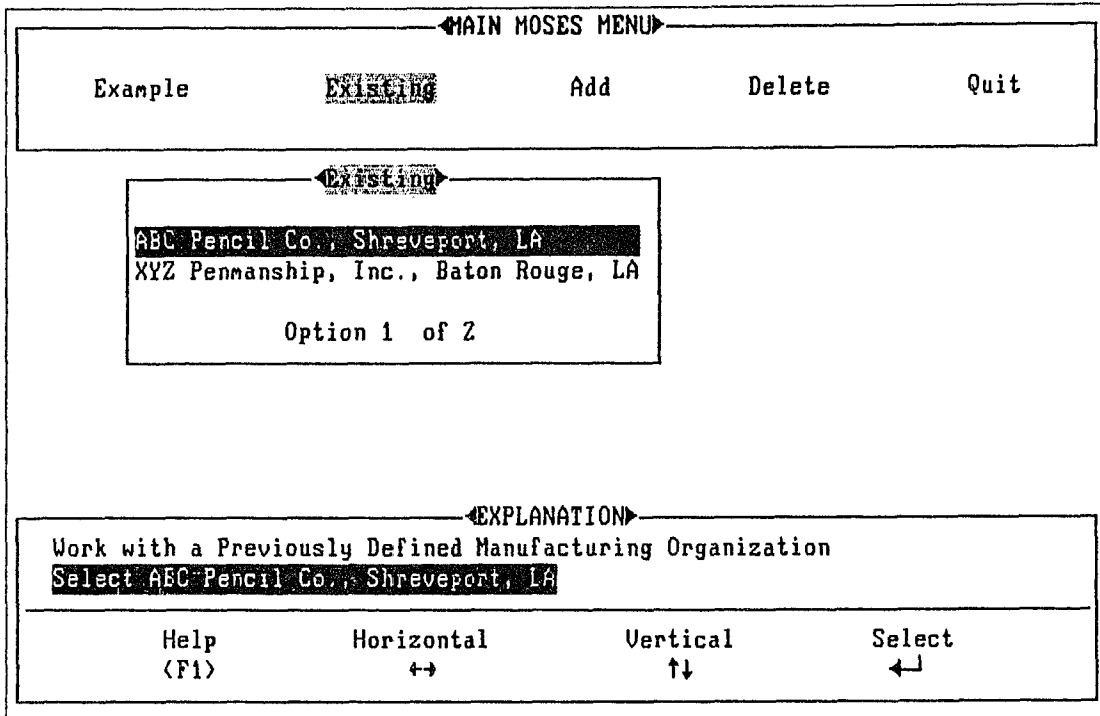 MAIN MOSES MENU
Example Existing Add Delete Quit
Existing
ABC Pencil Co., Shreveport, LA
XYZ Penmanship, Inc., Baton Rouge, LA
Option 1 of 2
EXPLANATION
Work with a Previously Defined Manufacturing Organization
Select ABC Pencil Co., Shreveport, LA
Help Horizontal Vertical Select
<F1> ↔ ↑↓ ↵